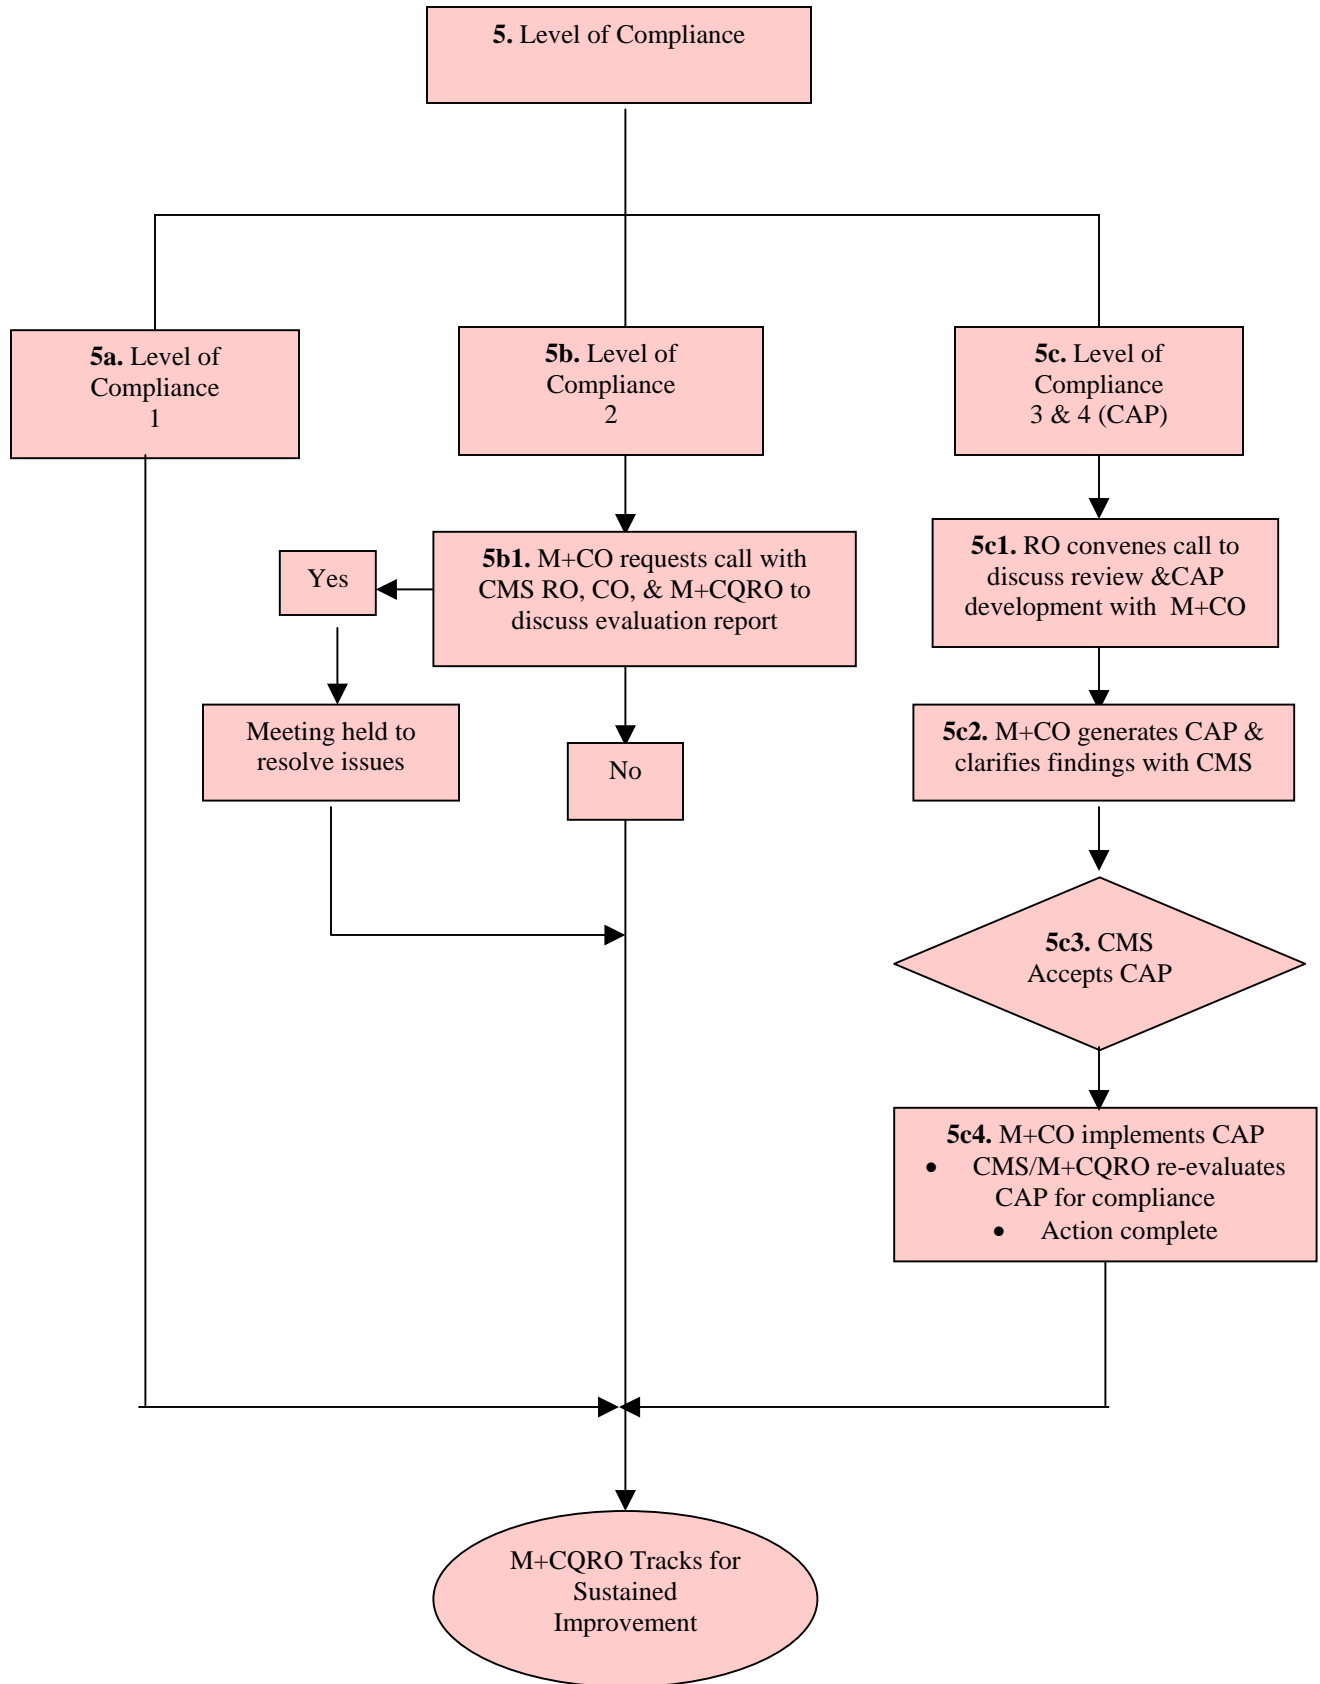 5. Level of Compliance
5a. Level of
Compliance
1
5b. Level of
Compliance
2
5c. Level of
Compliance
3 & 4 (CAP)
5b1. M+CO requests call with
CMS RO, CO, & M+CQRO to
discuss evaluation report
Yes
Meeting held to
resolve issues
No
5c1. RO convenes call to
discuss review &CAP
development with M+CO
5c2. M+CO generates CAP &
clarifies findings with CMS
5c3. CMS
Accepts CAP
5c4. M+CO implements CAP
• CMS/M+CQRO re-evaluates
CAP for compliance
• Action complete
M+CQRO Tracks for
Sustained
Improvement